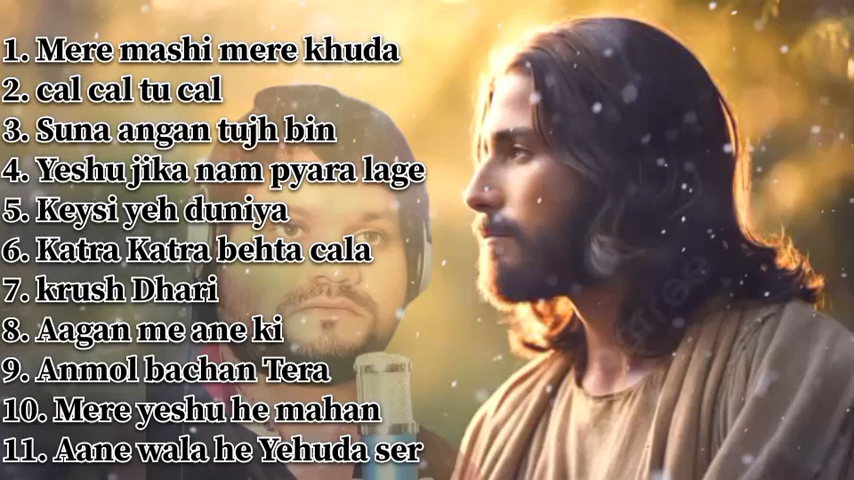 1. Mere mashi mere khuda
2. cal cal tu cal
3. Suna angan tujh bin
4. Yeshu jika nam pyara lage
5. Keysi yeh duniya
6. Katra Katra behta cala
7. krush Dhari
8. Aagan me ane ki
9. Anmol bachan Tera
10. Mere yeshu he mahan
11. Aane wala he Yehuda ser